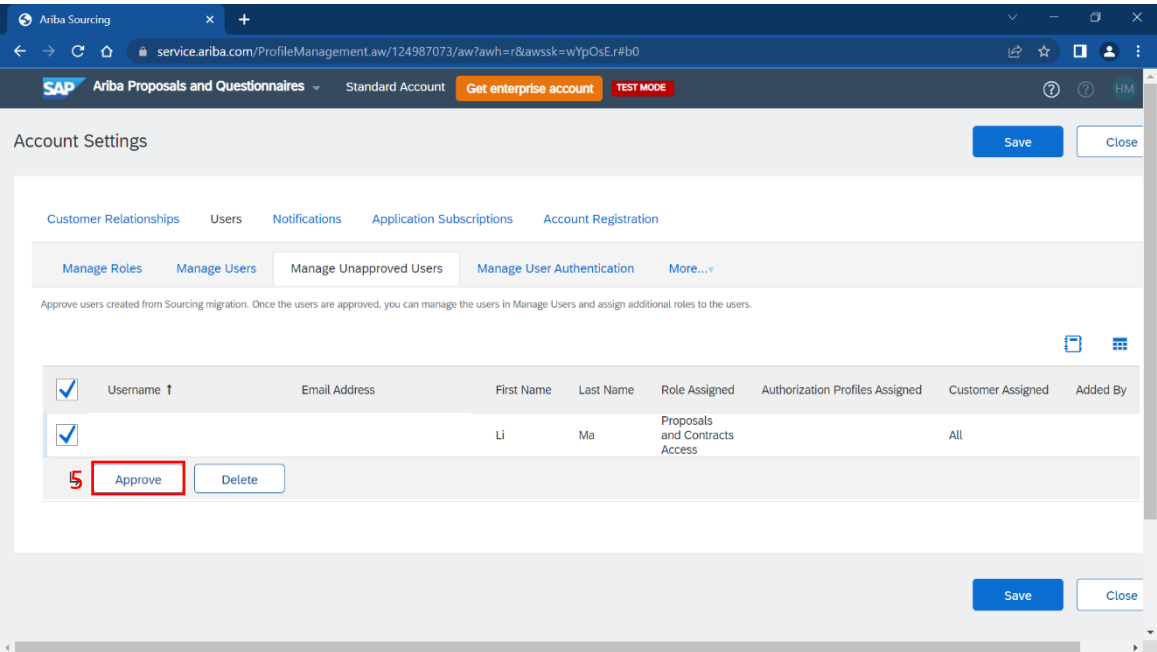 Ariba Sourcing
service.ariba.com/ProfileManagement.aw/124987073/aw?awh=r&awssk=wYpOsE.r#b0
SAP Ariba Proposals and Questionnaires Standard Account Get enterprise account TEST MODE HM
Account Settings Save Close
Customer Relationships Users Notifications Application Subscriptions Account Registration
Manage Roles Manage Users Manage Unapproved Users Manage User Authentication More...
Approve users created from Sourcing migration. Once the users are approved, you can manage the users in Manage Users and assign additional roles to the users.
Username ↑ Email Address First Name Last Name Role Assigned Authorization Profiles Assigned Customer Assigned Added By
Li Ma Proposals and Contracts Access All
5 Approve Delete
Save Close